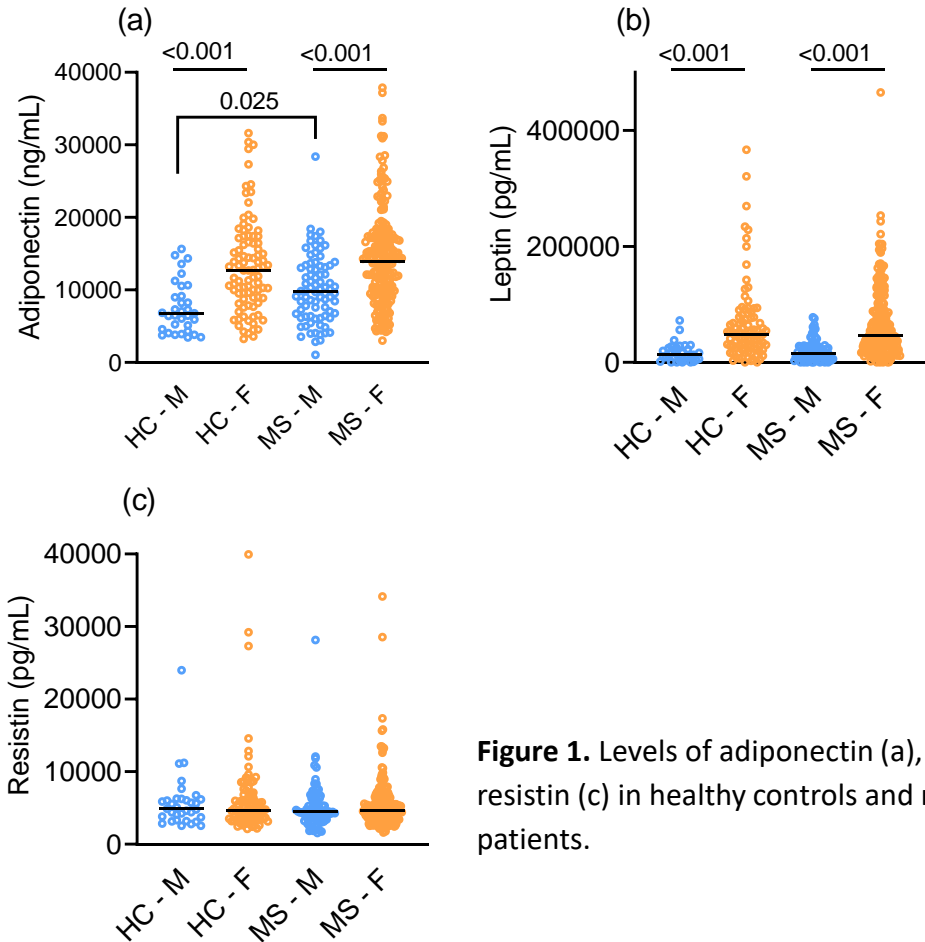 (a)
<0.001 <0.001
0.025
Adiponectin (ng/mL)
40000
30000
20000
10000
0
HC - M
HC - F
MS - M
MS - F
(b)
<0.001 <0.001
Leptin (pg/mL)
400000
200000
0
HC - M
HC - F
MS - M
MS - F
(c)
Resistin (pg/mL)
40000
30000
20000
10000
0
HC - M
HC - F
MS - M
MS - F
Figure 1. Levels of adiponectin (a),
resistin (c) in healthy controls and
patients.